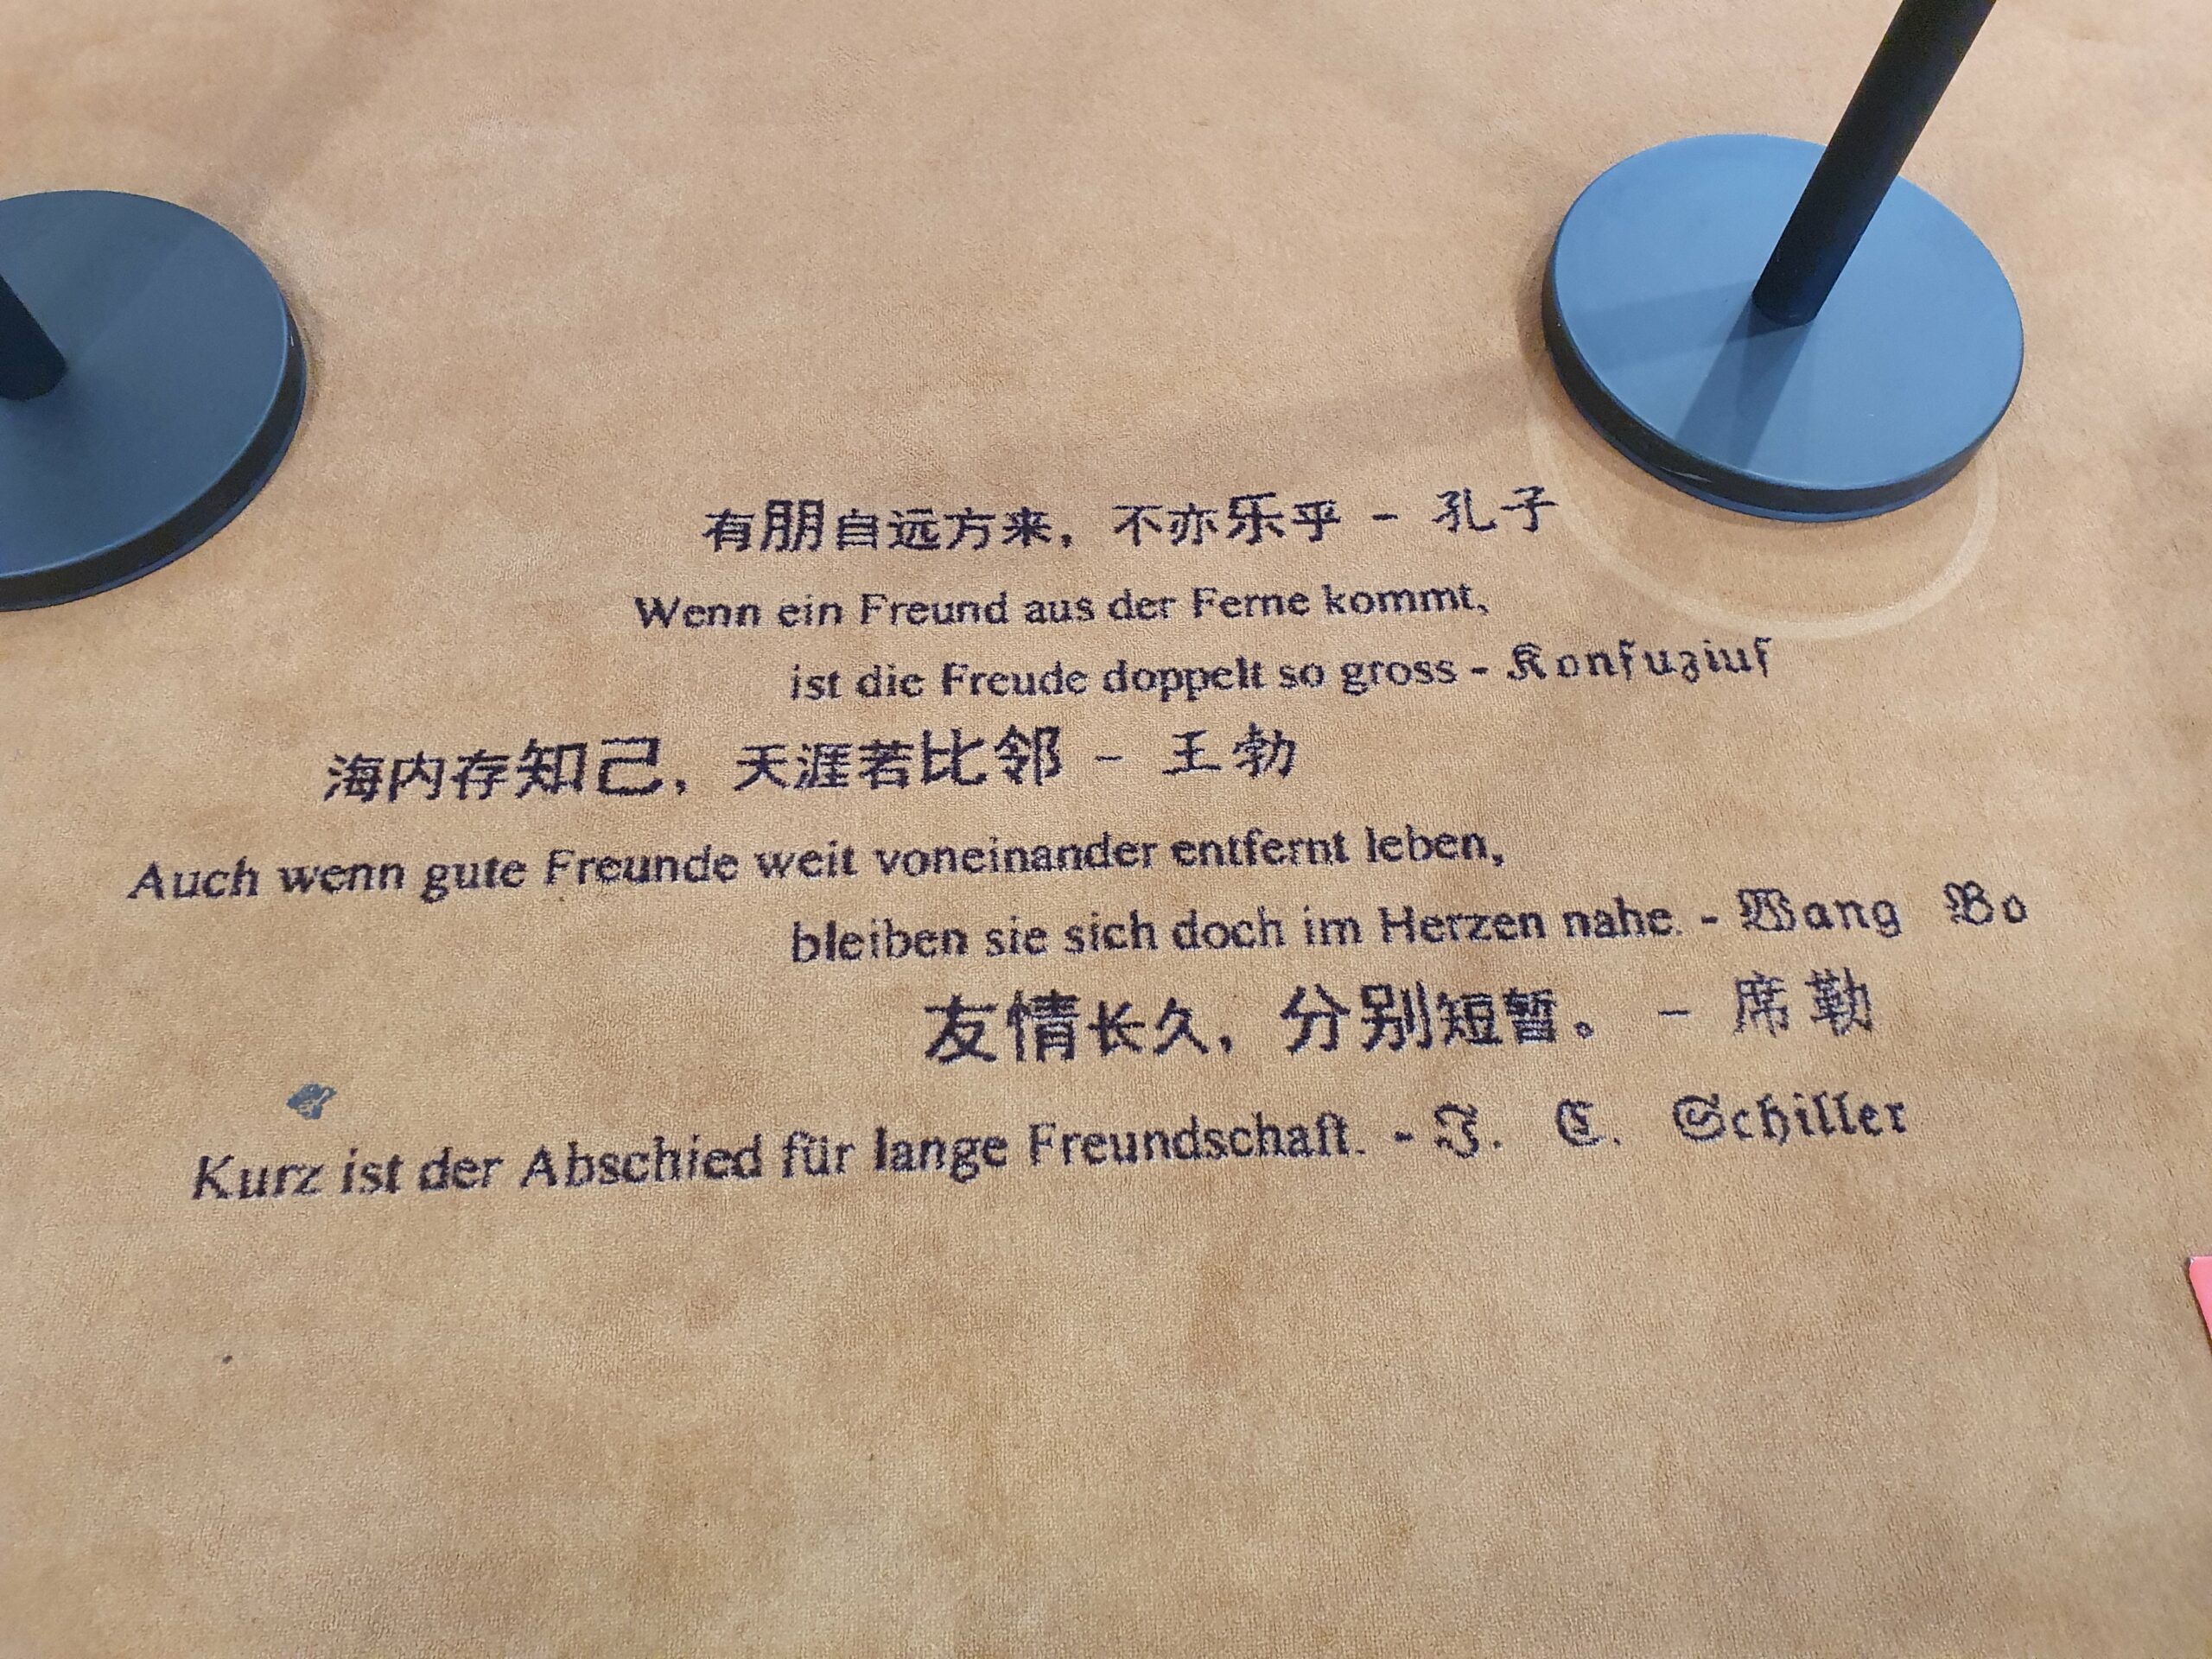 有朋自远方来，不亦乐乎 - 孔子
Wenn ein Freund aus der Ferne kommt,
ist die Freude doppelt so gross - Konfuziuſ
海内存知己，天涯若比邻 - 王勃
Auch wenn gute Freunde weit voneinander entfernt leben,
bleiben sie sich doch im Herzen nahe. - Wang Bo
友情长久，分别短暂。 - 席勒
Kurz ist der Abschied für lange Freundschaft. - J. C. Schiller